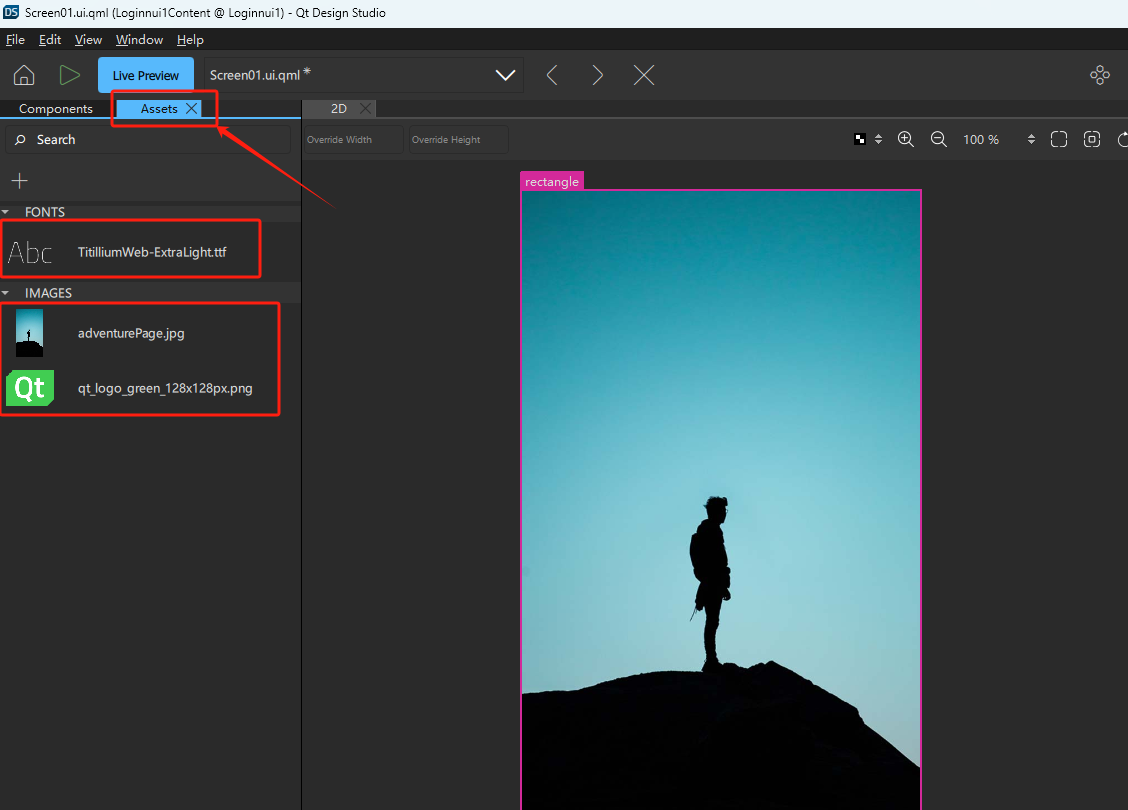 DS Screen01.ui.qml (Loginnui1Content @ Loginnui1) - Qt Design Studio
File Edit View Window Help
Live Preview Screen01.ui.qml *
Components Assets 2D
Search Override Width Override Height 100 %
FONTS
rectangle
Abc TitilliumWeb-ExtraLight.ttf
IMAGES
adventurePage.jpg
Qt qt_logo_green_128x128px.png